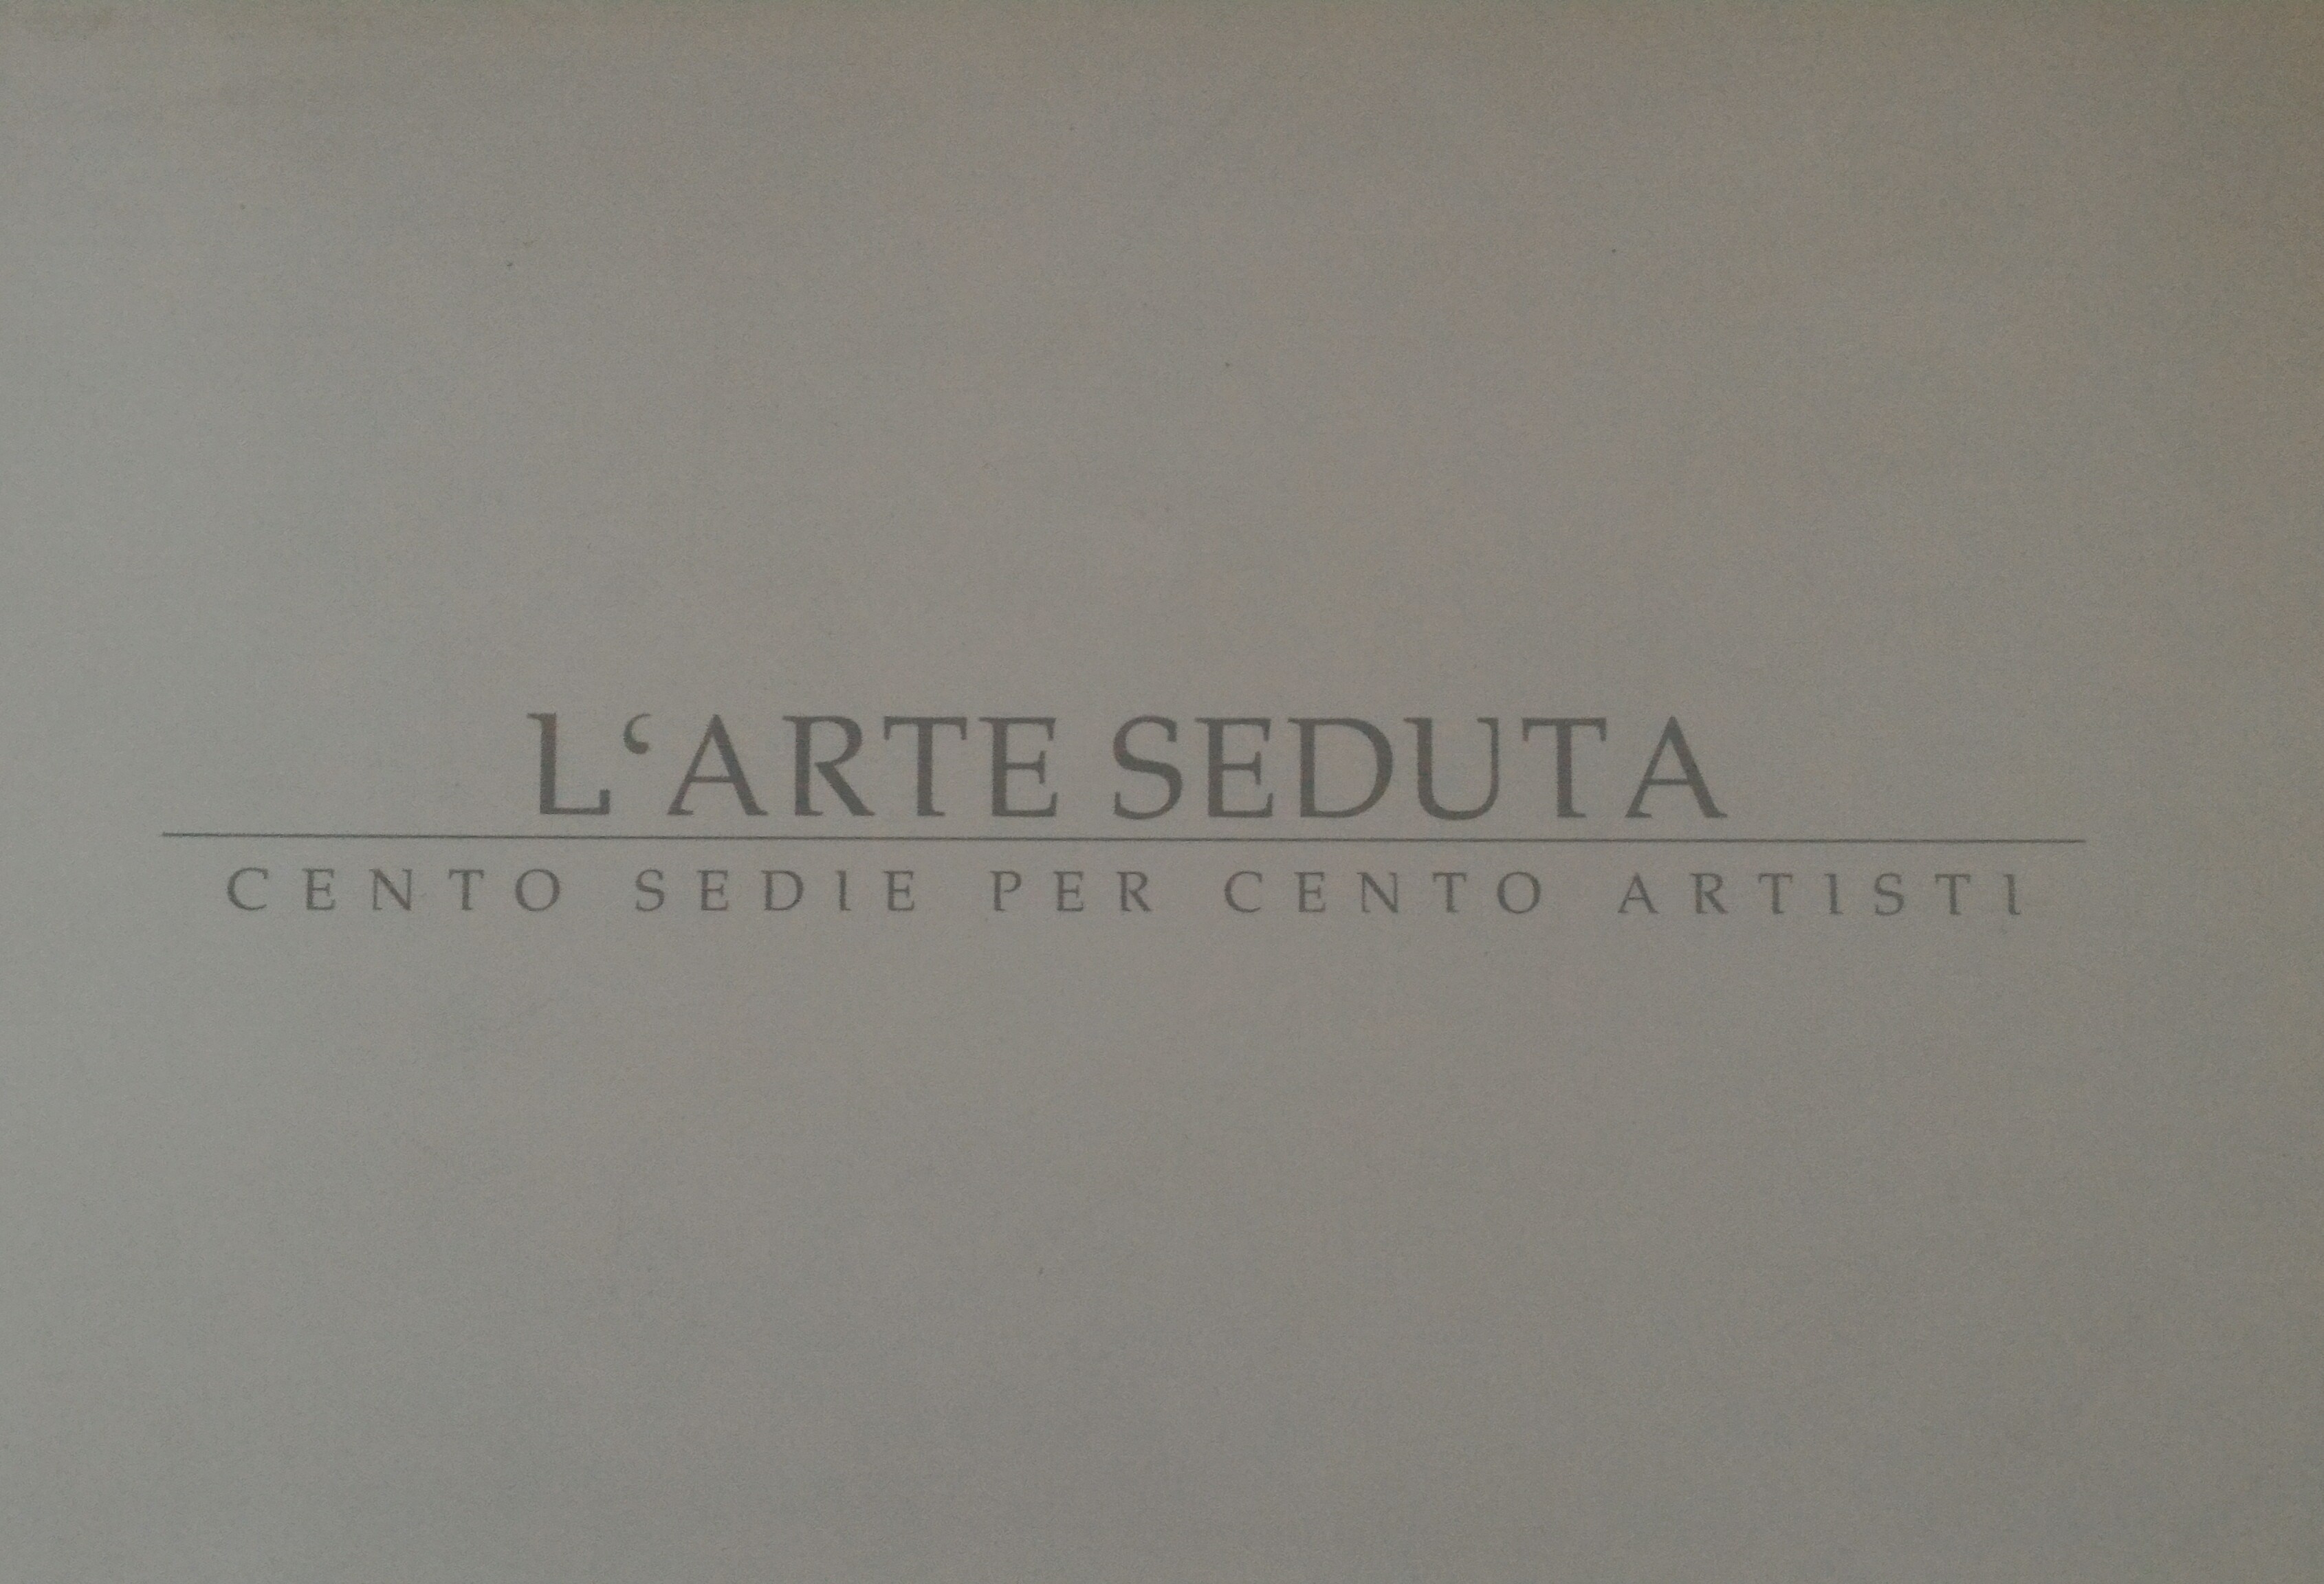 L‘ARTE SEDUTA
CENTO SEDIE PER CENTO ARTISTI